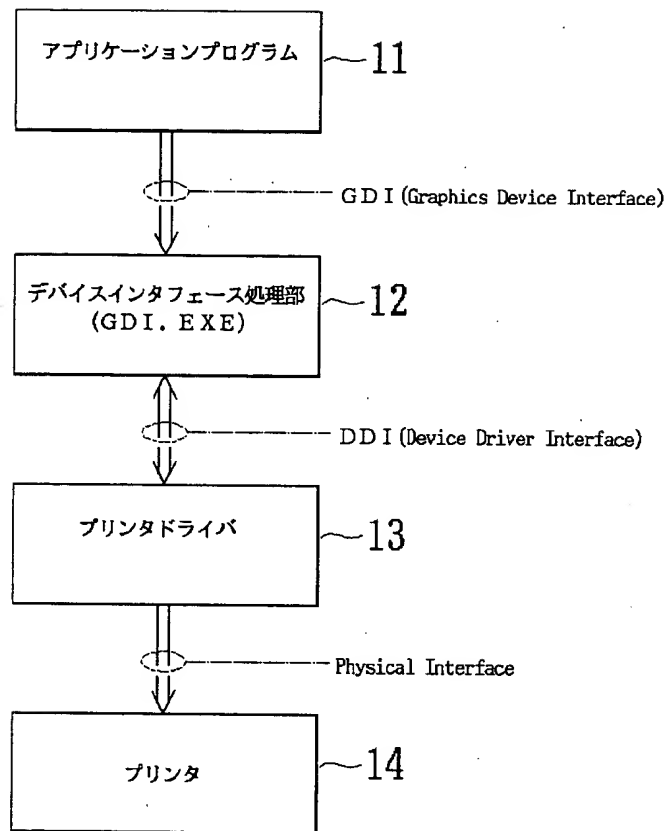 アプリケーションプログラム
11
GDI(Graphics Device Interface)
デバイスインタフェース処理部
(GDI.EXE)
12
DDI(Device Driver Interface)
プリンタドライバ
13
Physical Interface
プリンタ
14